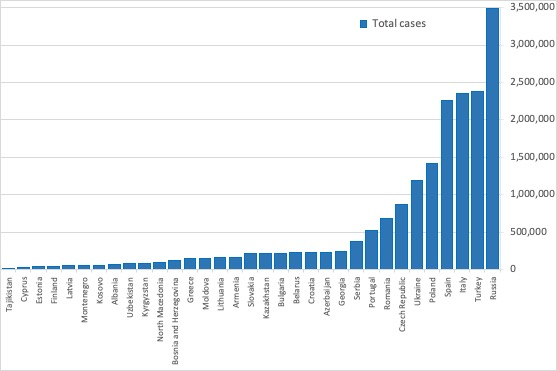 Total cases
3,500,000
3,000,000
2,500,000
2,000,000
1,500,000
1,000,000
500,000
0
Tajikistan
Cyprus
Estonia
Finland
Latvia
Montenegro
Kosovo
Albania
Uzbekistan
Kyrgyzstan
North Macedonia
Bosnia and Herzegovina
Greece
Moldova
Lithuania
Armenia
Slovakia
Kazakhstan
Bulgaria
Belarus
Croatia
Azerbaijan
Georgia
Serbia
Portugal
Romania
Czech Republic
Ukraine
Poland
Spain
Italy
Turkey
Russia